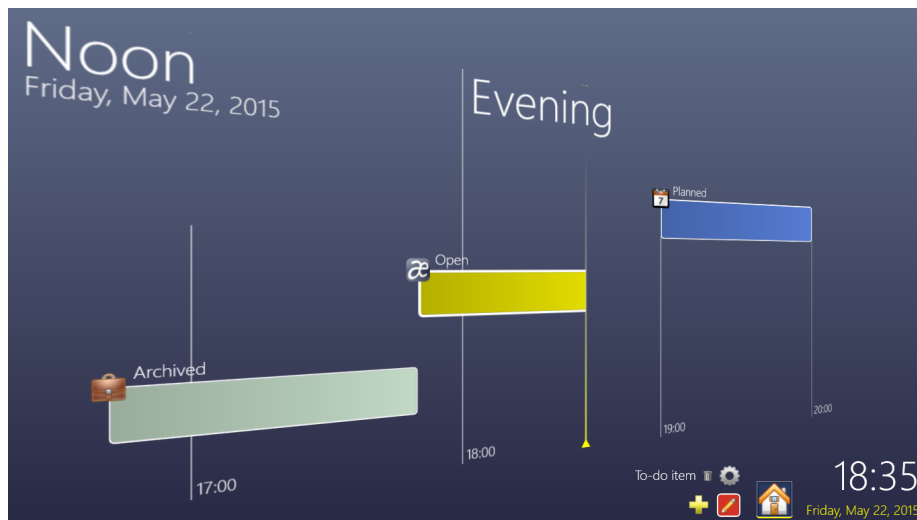 Noon
Friday, May 22, 2015
Evening
Planned
7
æ Open
Archived
17:00
18:00
19:00
20:00
To-do item
18:35
Friday, May 22, 2015